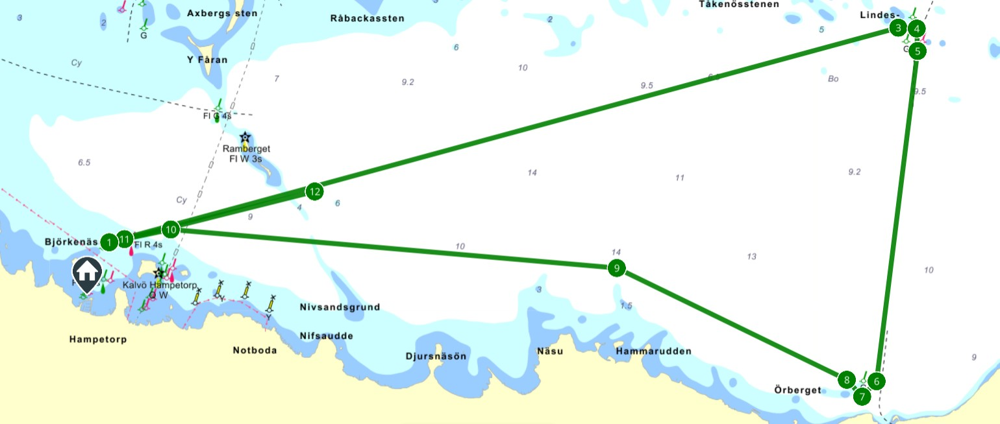 Axbergs sten
Råbackassten
Tåkenösstenen
Lindes-
3
2
G
2
5
3
4
5
Y Fåran
6
Cy
7
9.2
10
9.5
Bo
9.5
Fl G 4s
Ramberget
Fl W 3s
6.5
14
11
9.2
12
Cy
4
6
9
10
Björkenäs
1
11
Fl R 4s
10
14
9
13
10
Kalvö Hampetorp
Q W
Y
Y
3
1.5
Nivsandsgrund
Nifsaudde
Hampetorp
Notboda
Djursnäsön
Näsu
Hammarudden
9
8
6
7
Örberget